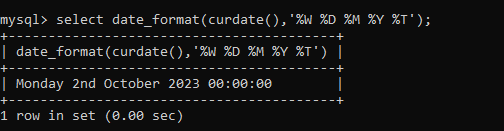 mysql> select date_format(curdate(),'%W %D %M %Y %T');
+----------------------------------------+
| date_format(curdate(),'%W %D %M %Y %T') |
+----------------------------------------+
| Monday 2nd October 2023 00:00:00 |
+----------------------------------------+
1 row in set (0.00 sec)